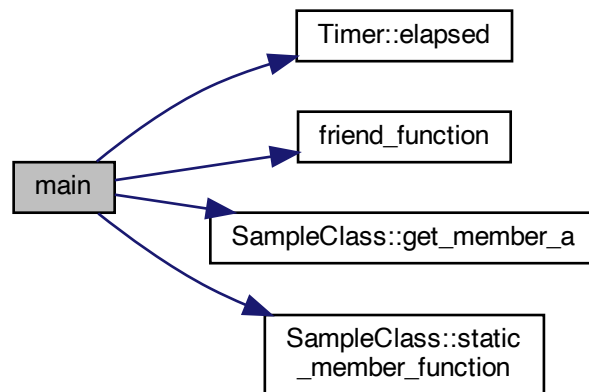 Timer::elapsed
friend_function
main
SampleClass::get_member_a
SampleClass::static
_member_function